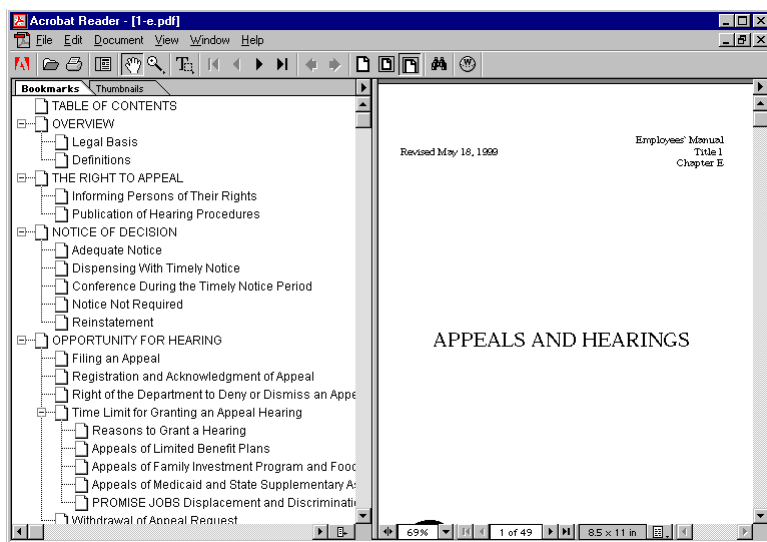 Acrobat Reader - [1-e.pdf]
File Edit Document View Window Help
Bookmarks Thumbnails
TABLE OF CONTENTS
OVERVIEW
Legal Basis
Definitions
THE RIGHT TO APPEAL
Informing Persons of Their Rights
Publication of Hearing Procedures
NOTICE OF DECISION
Adequate Notice
Dispensing With Timely Notice
Conference During the Timely Notice Period
Notice Not Required
Reinstatement
OPPORTUNITY FOR HEARING
Filing an Appeal
Registration and Acknowledgment of Appeal
Right of the Department to Deny or Dismiss an Appe
Time Limit for Granting an Appeal Hearing
Reasons to Grant a Hearing
Appeals of Limited Benefit Plans
Appeals of Family Investment Program and Food
Appeals of Medicaid and State Supplementary A
PROMISE JOBS Displacement and Discriminati
Withdrawal of Appeal Request
Revised May 18, 1999
Employees' Manual
Title 1
Chapter E
APPEALS AND HEARINGS
69% 1 of 49 8.5 x 11 in